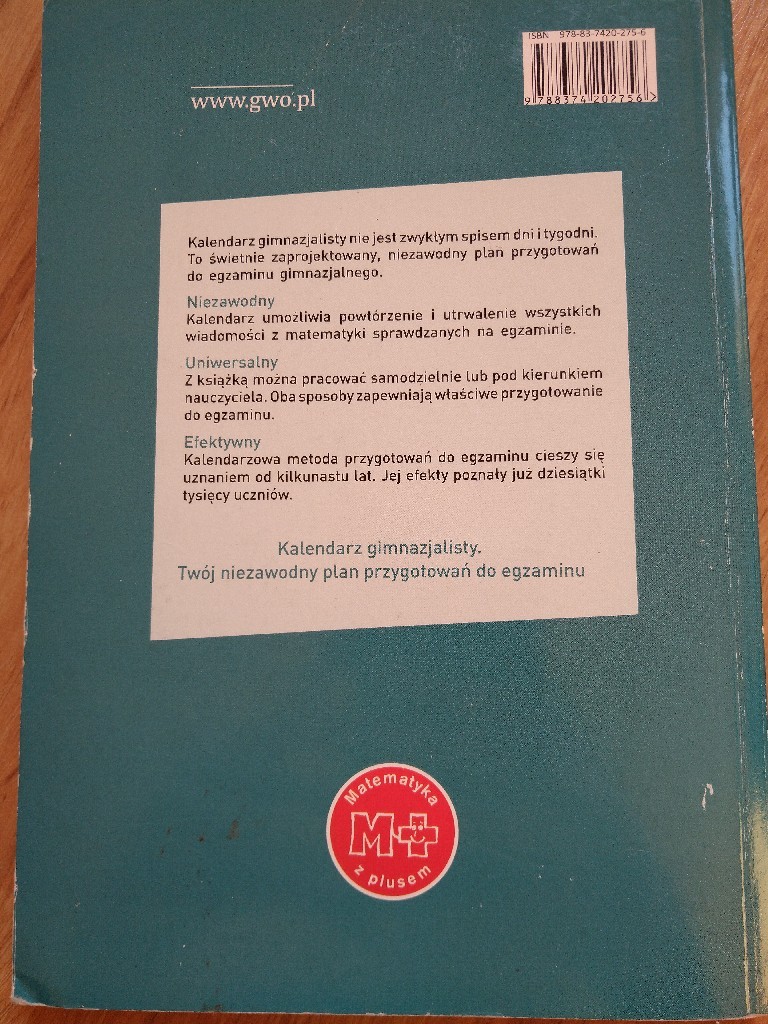 www.gwo.pl
ISBN 978-83-7420-275-6
9 788374 202756 >
Kalendarz gimnazjalisty nie jest zwykłym spisem dni i tygodni.
To świetnie zaprojektowany, niezawodny plan przygotowań
do egzaminu gimnazjalnego.
Niezawodny
Kalendarz umożliwia powtórzenie i utrwalenie wszystkich
wiadomości z matematyki sprawdzanych na egzaminie.
Uniwersalny
Z książką można pracować samodzielnie lub pod kierunkiem
nauczyciela. Oba sposoby zapewniają właściwe przygotowanie
do egzaminu.
Efektywny
Kalendarzowa metoda przygotowań do egzaminu cieszy się
uznaniem od kilkunastu lat. Jej efekty poznały już dziesiątki
tysięcy uczniów.
Kalendarz gimnazjalisty.
Twój niezawodny plan przygotowań do egzaminu
Matematyka
M+
z plusem